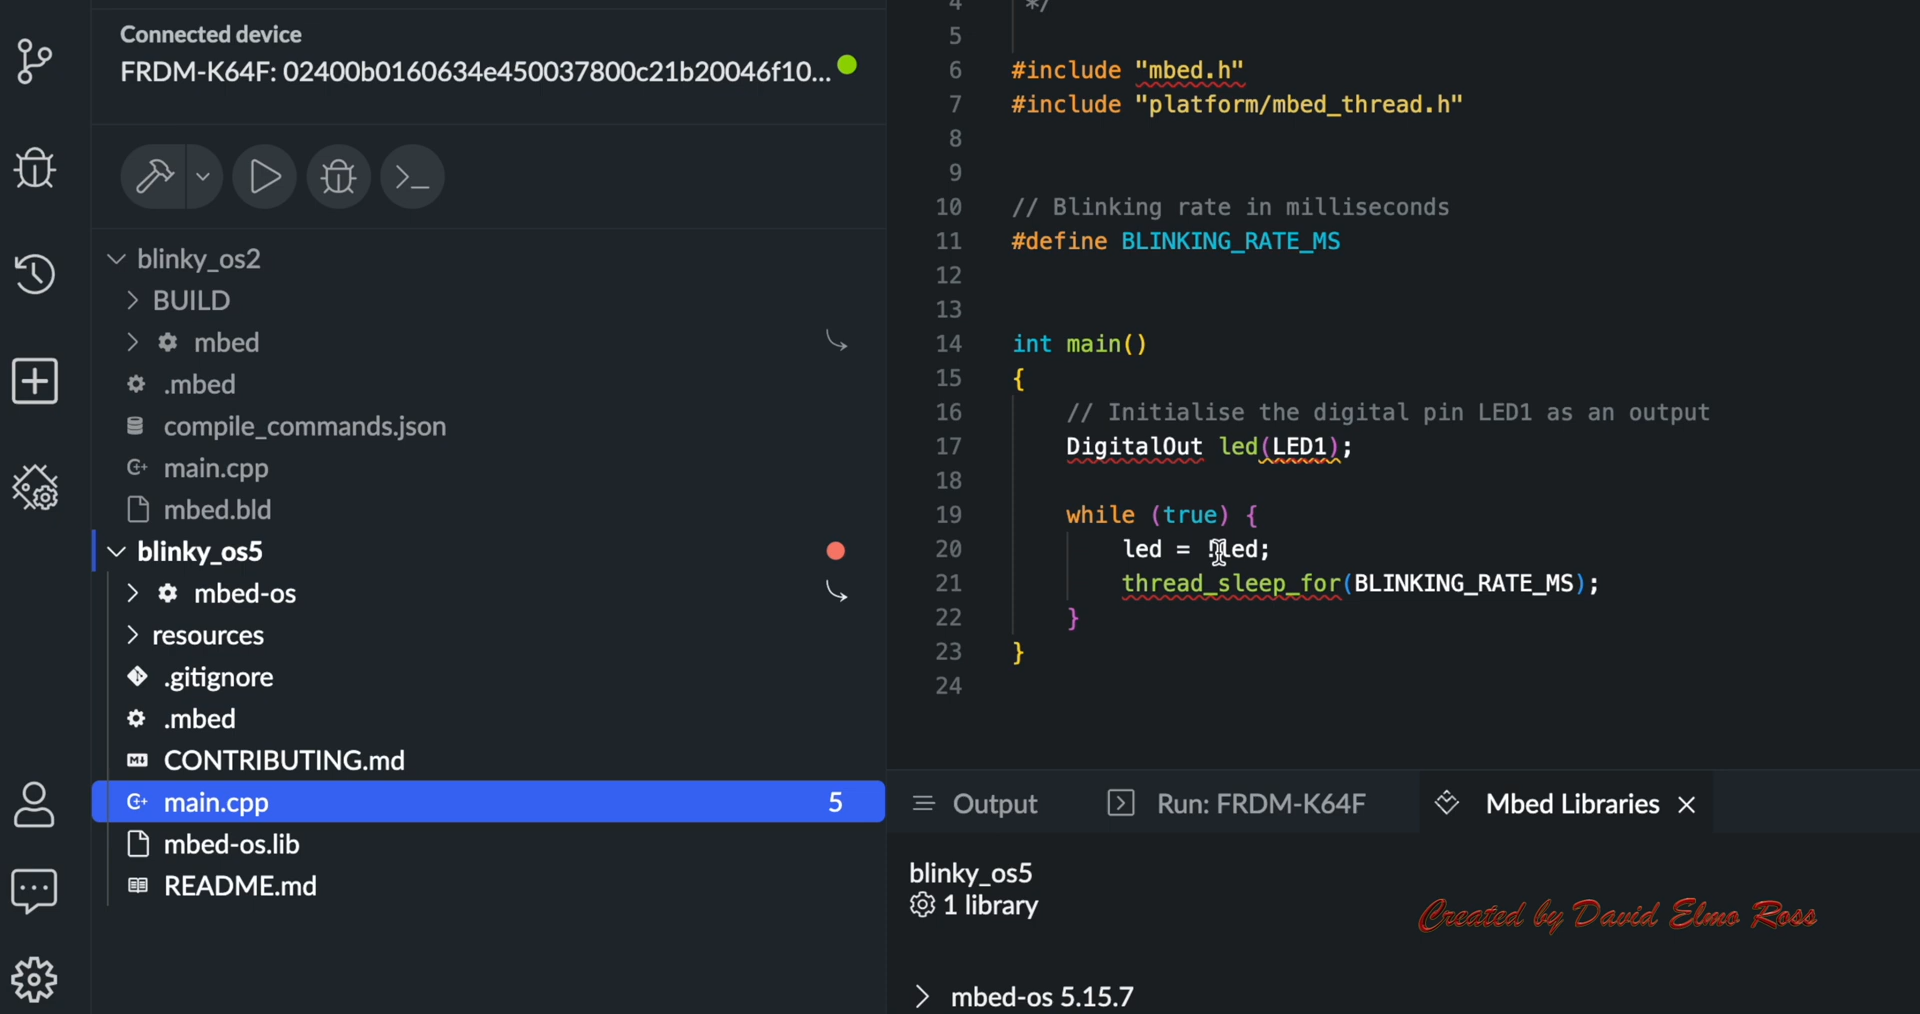 Connected device
FRDM-K64F: 02400b0160634e450037800c21b20046f10...
blinky_os2
BUILD
mbed
.mbed
compile_commands.json
main.cpp
mbed.bld
blinky_os5
mbed-os
resources
.gitignore
.mbed
CONTRIBUTING.md
main.cpp 5
mbed-os.lib
README.md
4 */
5
6 #include "mbed.h"
7 #include "platform/mbed_thread.h"
8
9
10 // Blinking rate in milliseconds
11 #define BLINKING_RATE_MS
12
13
14 int main()
15 {
16 // Initialise the digital pin LED1 as an output
17 DigitalOut led(LED1);
18
19 while (true) {
20 led = !led;
21 thread_sleep_for(BLINKING_RATE_MS);
22 }
23 }
24
Output Run: FRDM-K64F Mbed Libraries
blinky_os5
1 library
Created by David Elmo Ross
mbed-os 5.15.7